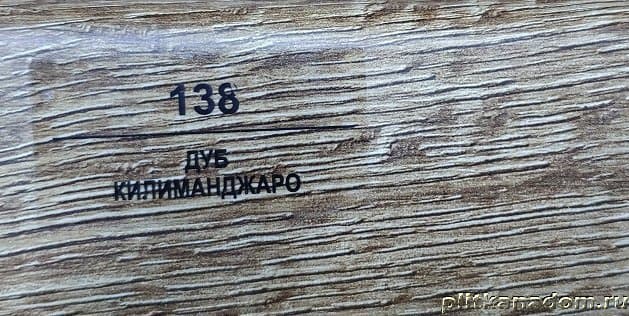 138
ДУБ
КИЛИМАНДЖАРО
plitkanadom.ru